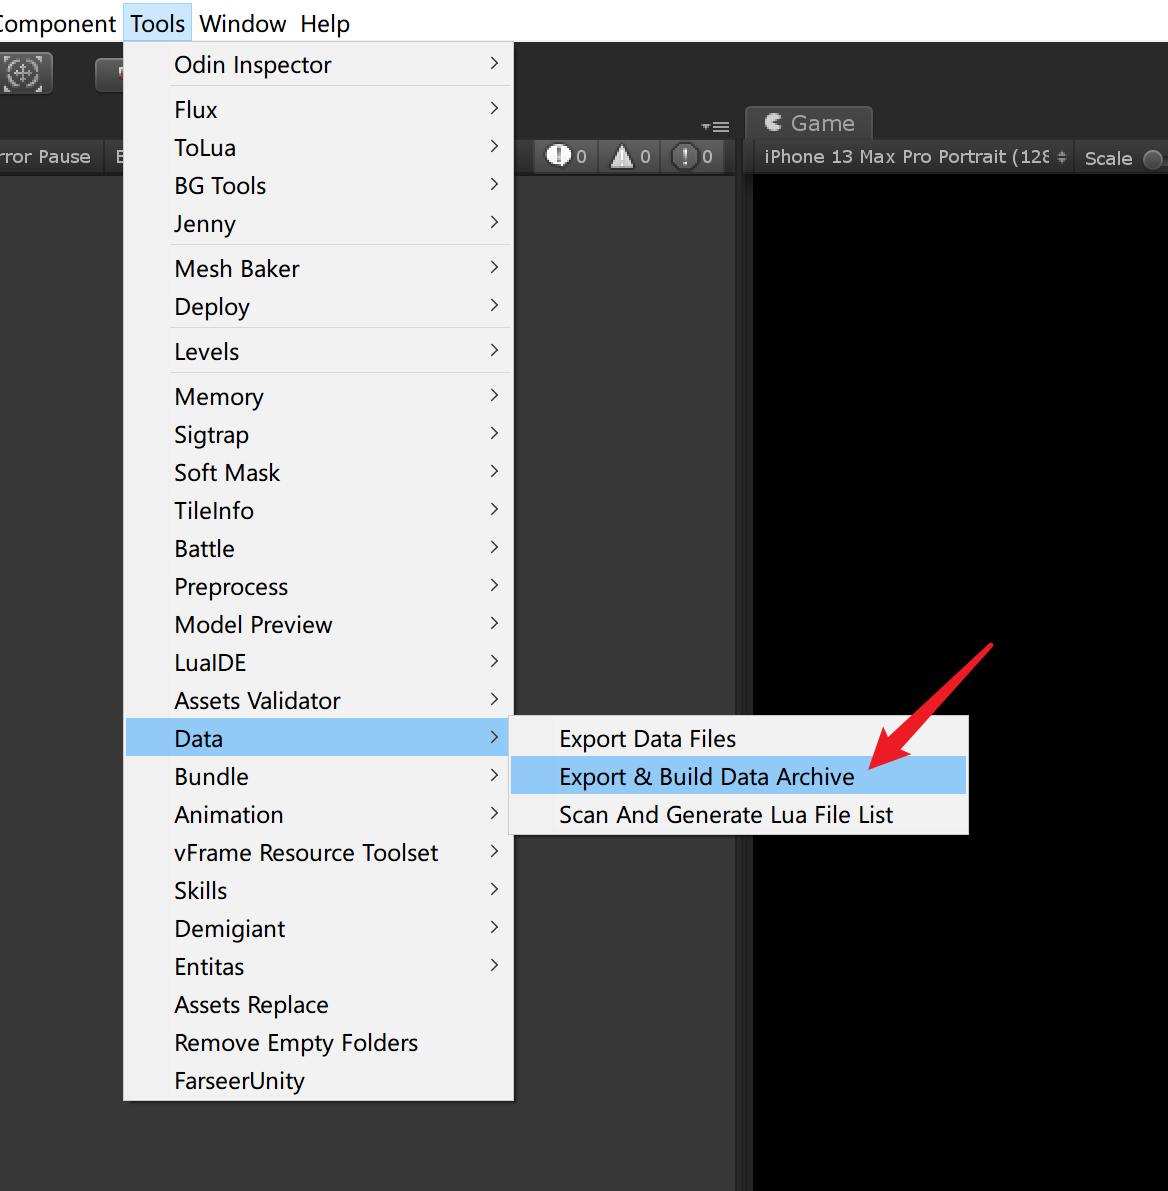 Component Tools Window Help
Odin Inspector
Flux
ToLua
BG Tools
Jenny
Mesh Baker
Deploy
Levels
Memory
Sigtrap
Soft Mask
TileInfo
Battle
Preprocess
Model Preview
LuaIDE
Assets Validator
Data
Bundle
Animation
vFrame Resource Toolset
Skills
Demigiant
Entitas
Assets Replace
Remove Empty Folders
FarseerUnity
Export Data Files
Export & Build Data Archive
Scan And Generate Lua File List
rror Pause E
0 0 0
Game
iPhone 13 Max Pro Portrait (128 Scale